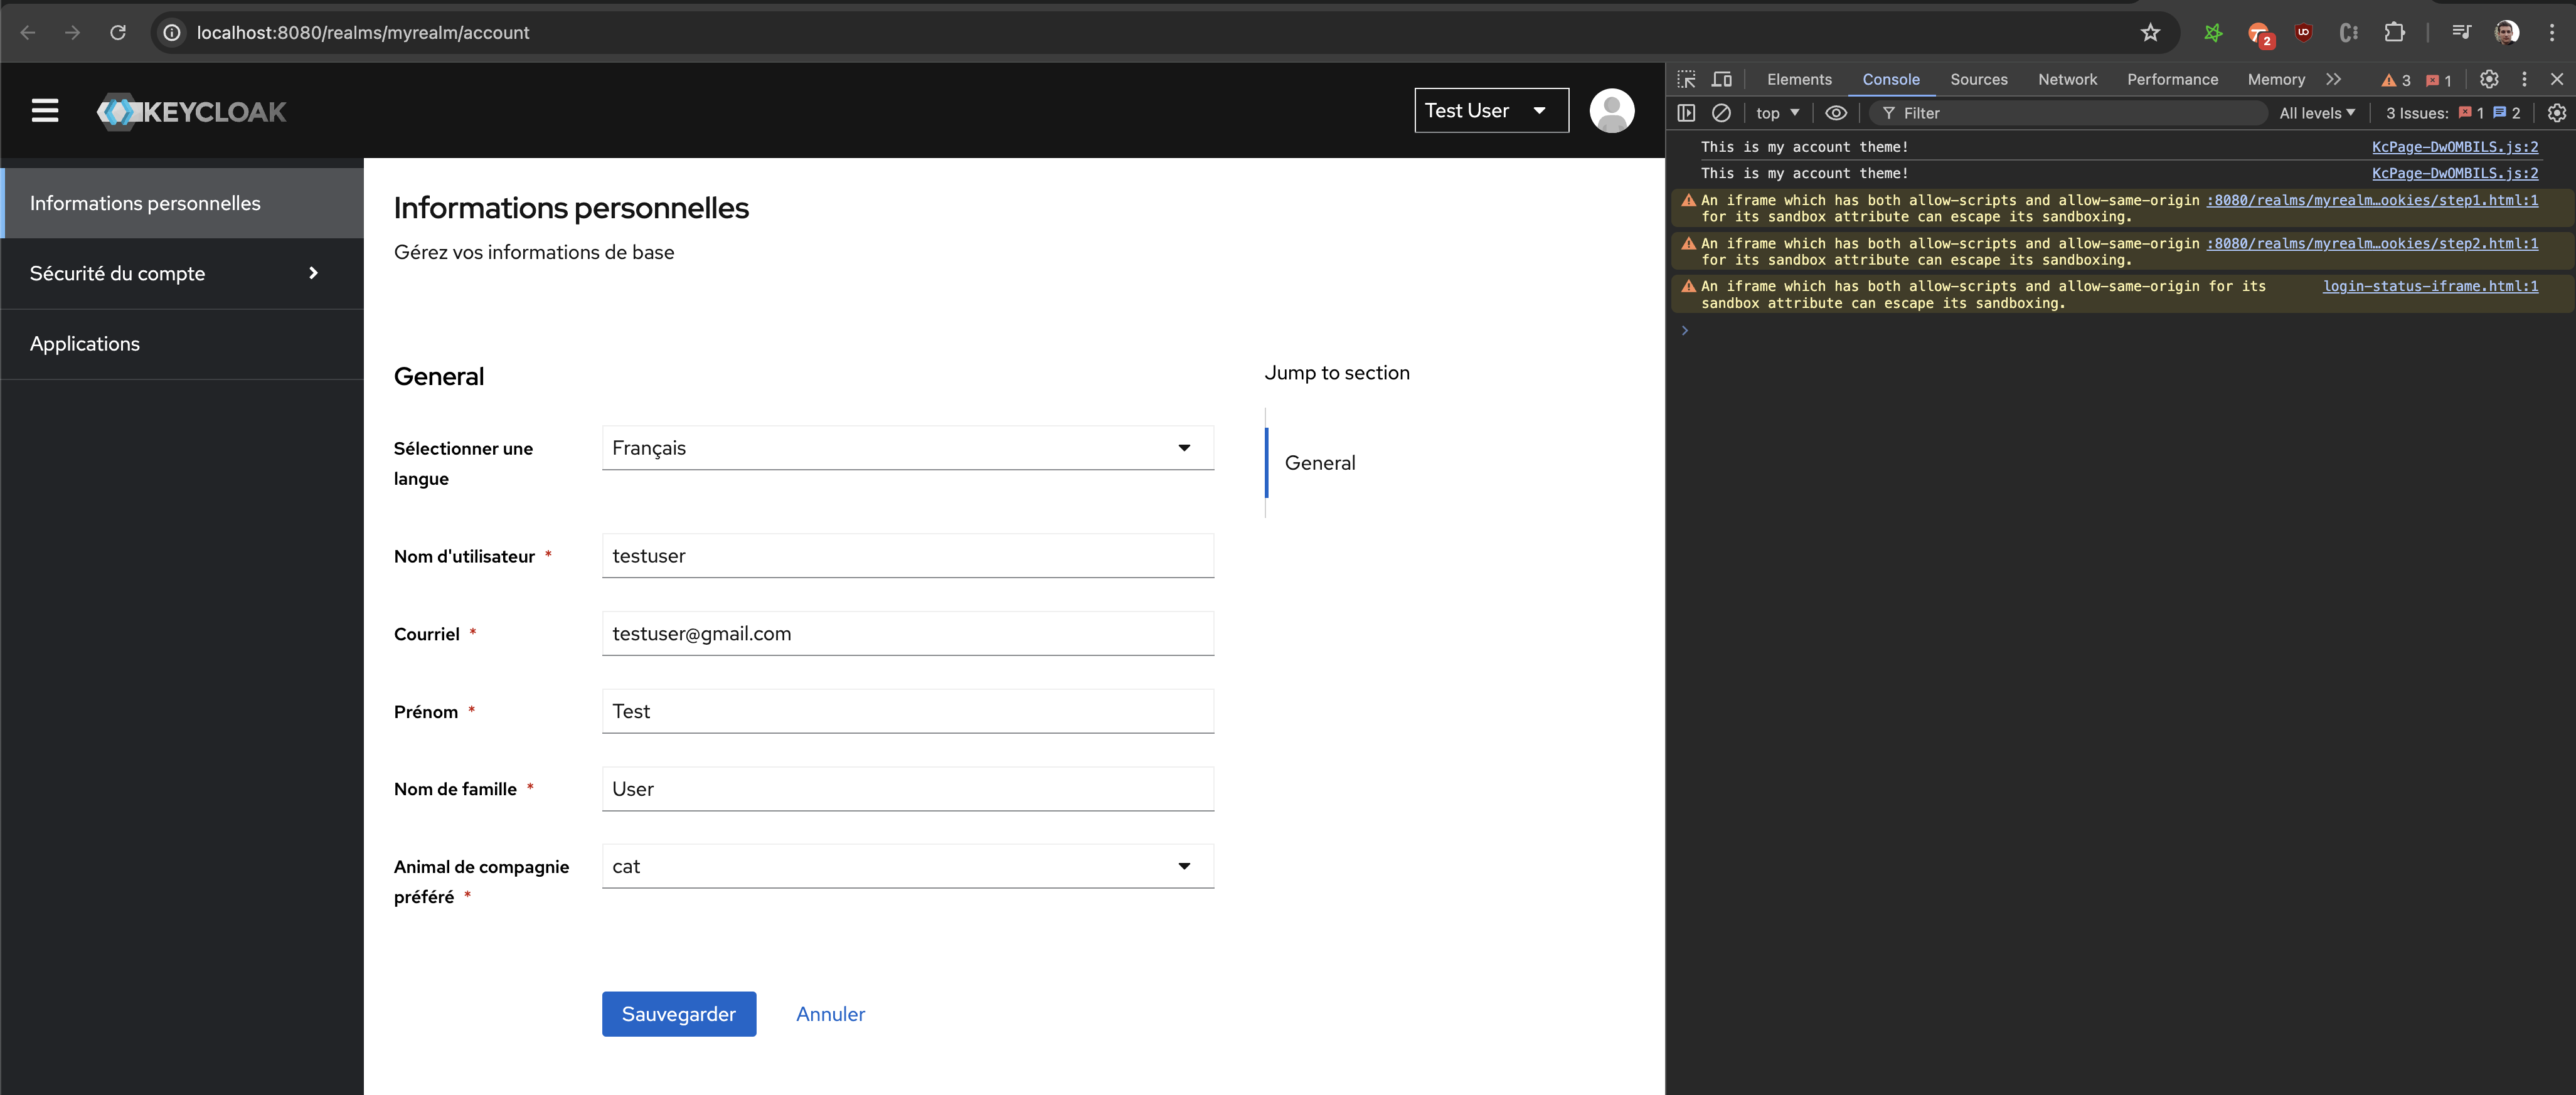 localhost:8080/realms/myrealm/account
2
KEYCLOAK
Test User
Informations personnelles
Sécurité du compte
Applications
Informations personnelles
Gérez vos informations de base
General
Sélectionner une
langue
Français
Nom d'utilisateur *
testuser
Courriel *
testuser@gmail.com
Prénom *
Test
Nom de famille *
User
Animal de compagnie
préféré *
cat
Sauvegarder
Annuler
Jump to section
General
Elements Console Sources Network Performance Memory 3 1
top Filter All levels 3 Issues: 1 2
This is my account theme! KcPage-DwOMBILS.js:2
This is my account theme! KcPage-DwOMBILS.js:2
An iframe which has both allow-scripts and allow-same-origin :8080/realms/myrealm…ookies/step1.html:1
for its sandbox attribute can escape its sandboxing.
An iframe which has both allow-scripts and allow-same-origin :8080/realms/myrealm…ookies/step2.html:1
for its sandbox attribute can escape its sandboxing.
An iframe which has both allow-scripts and allow-same-origin for its login-status-iframe.html:1
sandbox attribute can escape its sandboxing.